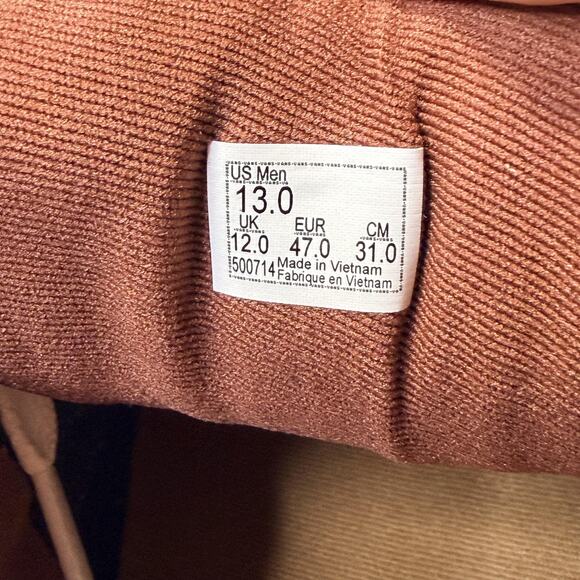 US Men
13.0
UK EUR CM
12.0 47.0 31.0
500714 Made in Vietnam
Fabrique en Vietnam